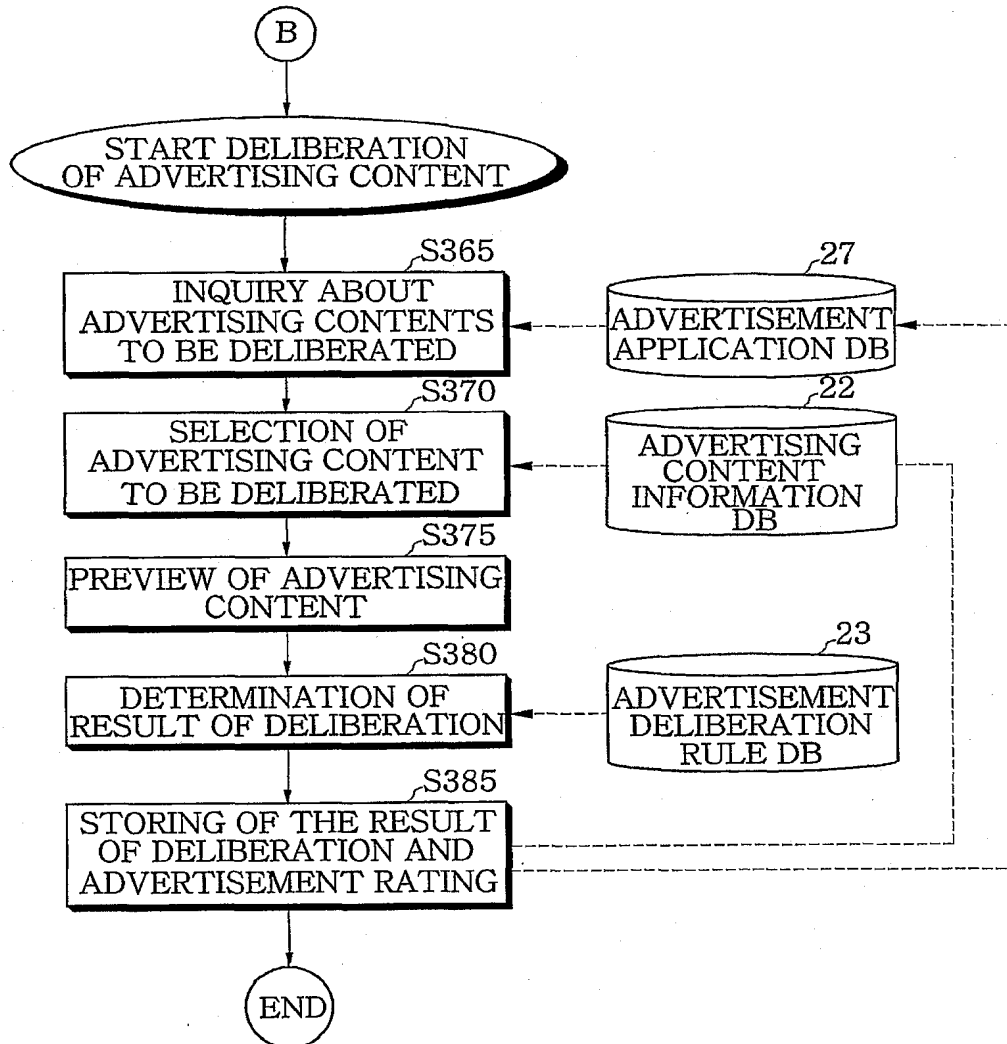 B
START DELIBERATION
OF ADVERTISING CONTENT
S365
INQUIRY ABOUT
ADVERTISING CONTENTS
TO BE DELIBERATED
27
ADVERTISEMENT
APPLICATION DB
S370
SELECTION OF
ADVERTISING CONTENT
TO BE DELIBERATED
22
ADVERTISING
CONTENT
INFORMATION
DB
S375
PREVIEW OF ADVERTISING
CONTENT
S380
DETERMINATION OF
RESULT OF DELIBERATION
23
ADVERTISEMENT
DELIBERATION
RULE DB
S385
STORING OF THE RESULT
OF DELIBERATION AND
ADVERTISEMENT RATING
END